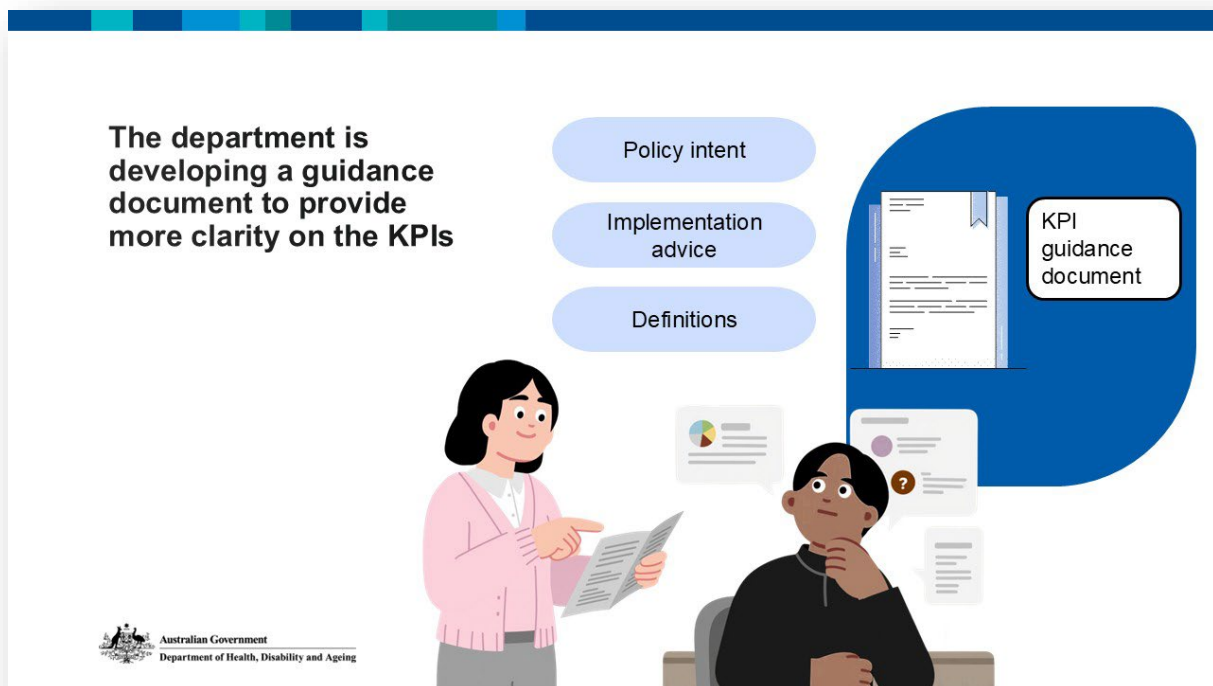 The department is
developing a guidance
document to provide
more clarity on the KPIs
Policy intent
Implementation
advice
Definitions
KPI
guidance
document
?
Australian Government
Department of Health, Disability and Ageing